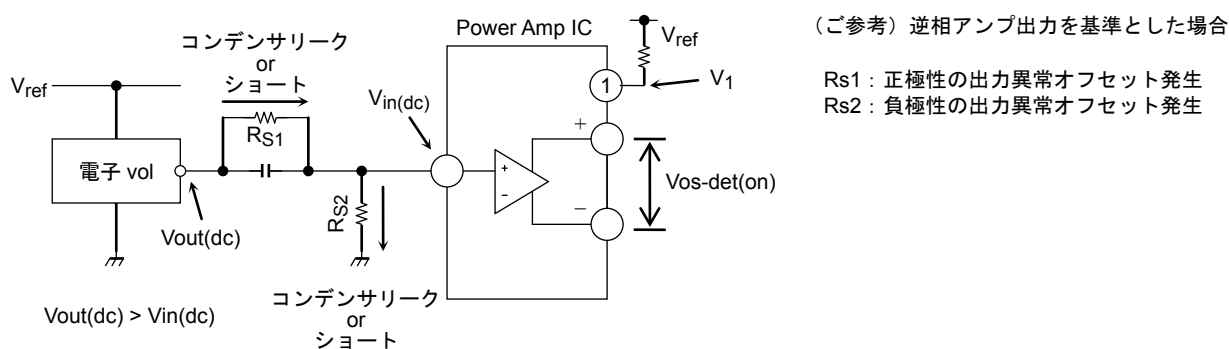 コンデンサリーク
or
ショート
Power Amp IC
Vref
(ご参考) 逆相アンプ出力を基準とした場合
Vref
RS1
Vin(dc)
1
V1
Rs1：正極性の出力異常オフセット発生
Rs2：負極性の出力異常オフセット発生
電子 vol
+
+
-
Vos-det(on)
RS2
−
Vout(dc)
コンデンサリーク
or
ショート
Vout(dc) > Vin(dc)